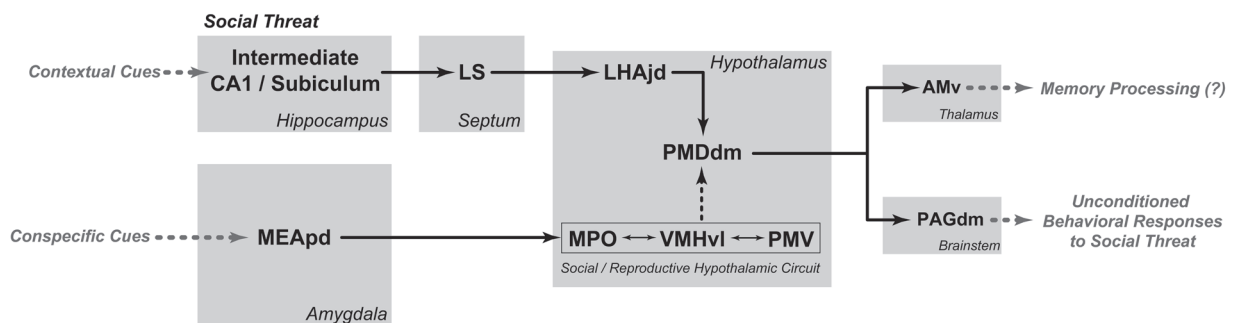 Social Threat
Contextual Cues
Intermediate
CA1 / Subiculum
Hippocampus
LS
Septum
LHAjd
Hypothalamus
PMDdm
AMv
Thalamus
Memory Processing (?)
Conspecific Cues
MEApd
Amygdala
MPO
VMHvl
PMV
Social / Reproductive Hypothalamic Circuit
PAGdm
Brainstem
Unconditioned
Behavioral Responses
to Social Threat